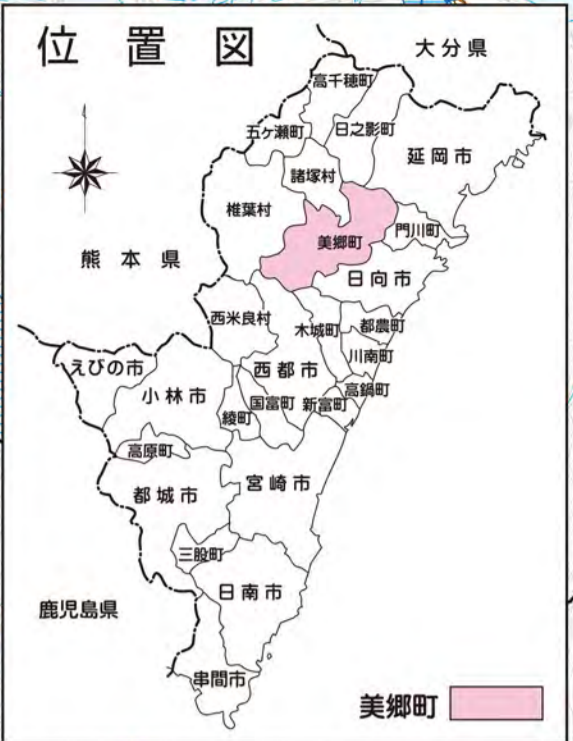 位置図
大分県
高千穂町
五ヶ瀬町
日之影町
延岡市
諸塚村
椎葉村
門川町
美郷町
熊本県
日向市
西米良村
木城町
都農町
えびの市
川南町
西都市
小林市
高鍋町
国富町
新富町
綾町
高原町
宮崎市
都城市
三股町
日南市
鹿児島県
串間市
美郷町